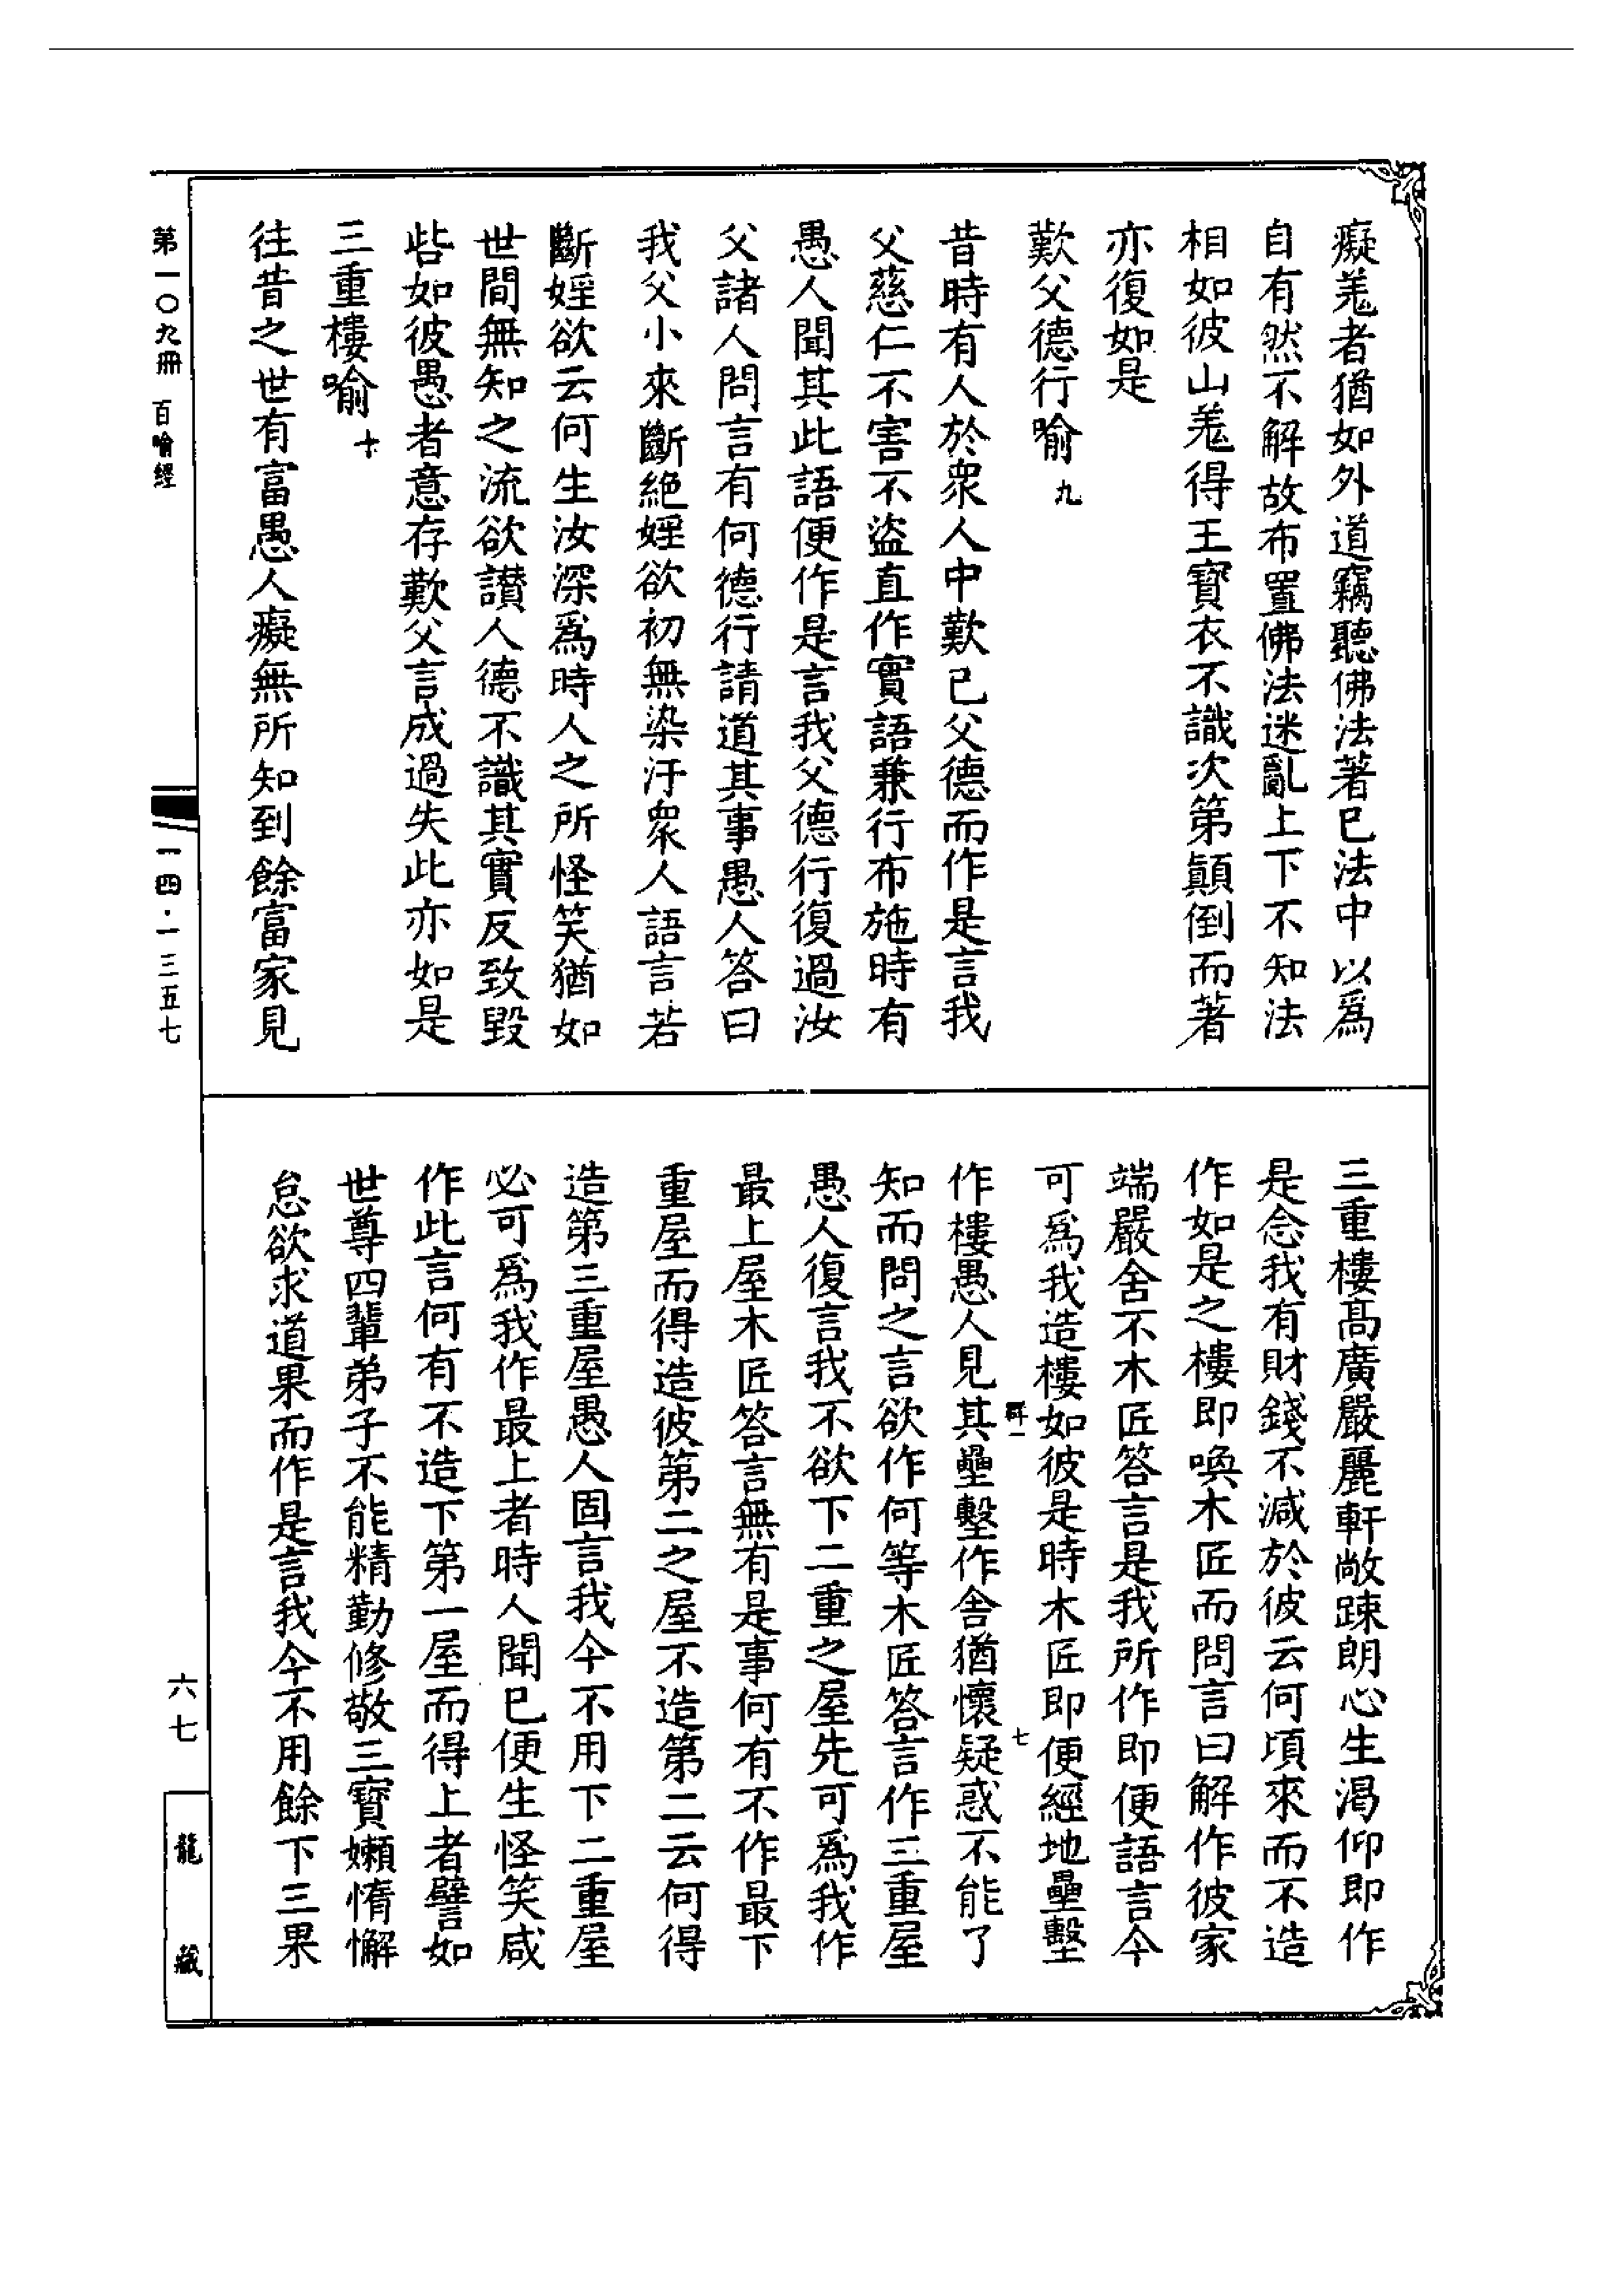 癡羌者猶如外道竊聽佛法著已法中以爲
自有然不解故布置佛法迷亂上下不知法
相如彼山羌得王寳衣不識次第顛倒而著
亦復如是
歎父德行喻 九
昔時有人於衆人中歎已父德而作是言我
父慈仁不害不盜直作實語兼行布施時有
愚人聞其此語便作是言我父德行復過汝
父諸人問言有何德行請道其事愚人答曰
我父小來斷絶婬欲初無染汙衆人語言若
斷婬欲云何生汝深爲時人之所怪笑猶如
世間無知之流欲讃人德不識其實反致毀
呰如彼愚者意存歎父言成過失此亦如是
三重樓喻 十
往昔之世有富愚人癡無所知到餘富家見
三重樓髙廣嚴麗軒敞踈朗心生渴仰即作
是念我有財錢不減於彼云何頃來而不造
作如是之樓即喚木匠而問言曰解作彼家
端嚴舍不木匠答言是我所作即便語言今
可爲我造樓如彼是時木匠即便經地壘墼
作樓愚人見其壘墼作舎猶懷疑惑不能了
知而問之言欲作何等木匠答言作三重屋
愚人復言我不欲下二重之屋先可爲我作
最上屋木匠答言無有是事何有不作最下
重屋而得造彼第二之屋不造第二云何得
造第三重屋愚人固言我今不用下二重屋
必可爲我作最上者時人聞已便生怪笑咸
作此言何有不造下第一屋而得上者譬如
世尊四輩弟子不能精勤修敬三寳嬾惰懈
怠欲求道果而作是言我今不用餘下三果
七
第一〇九冊 百喻經
一四·一三五七
六七
龍藏